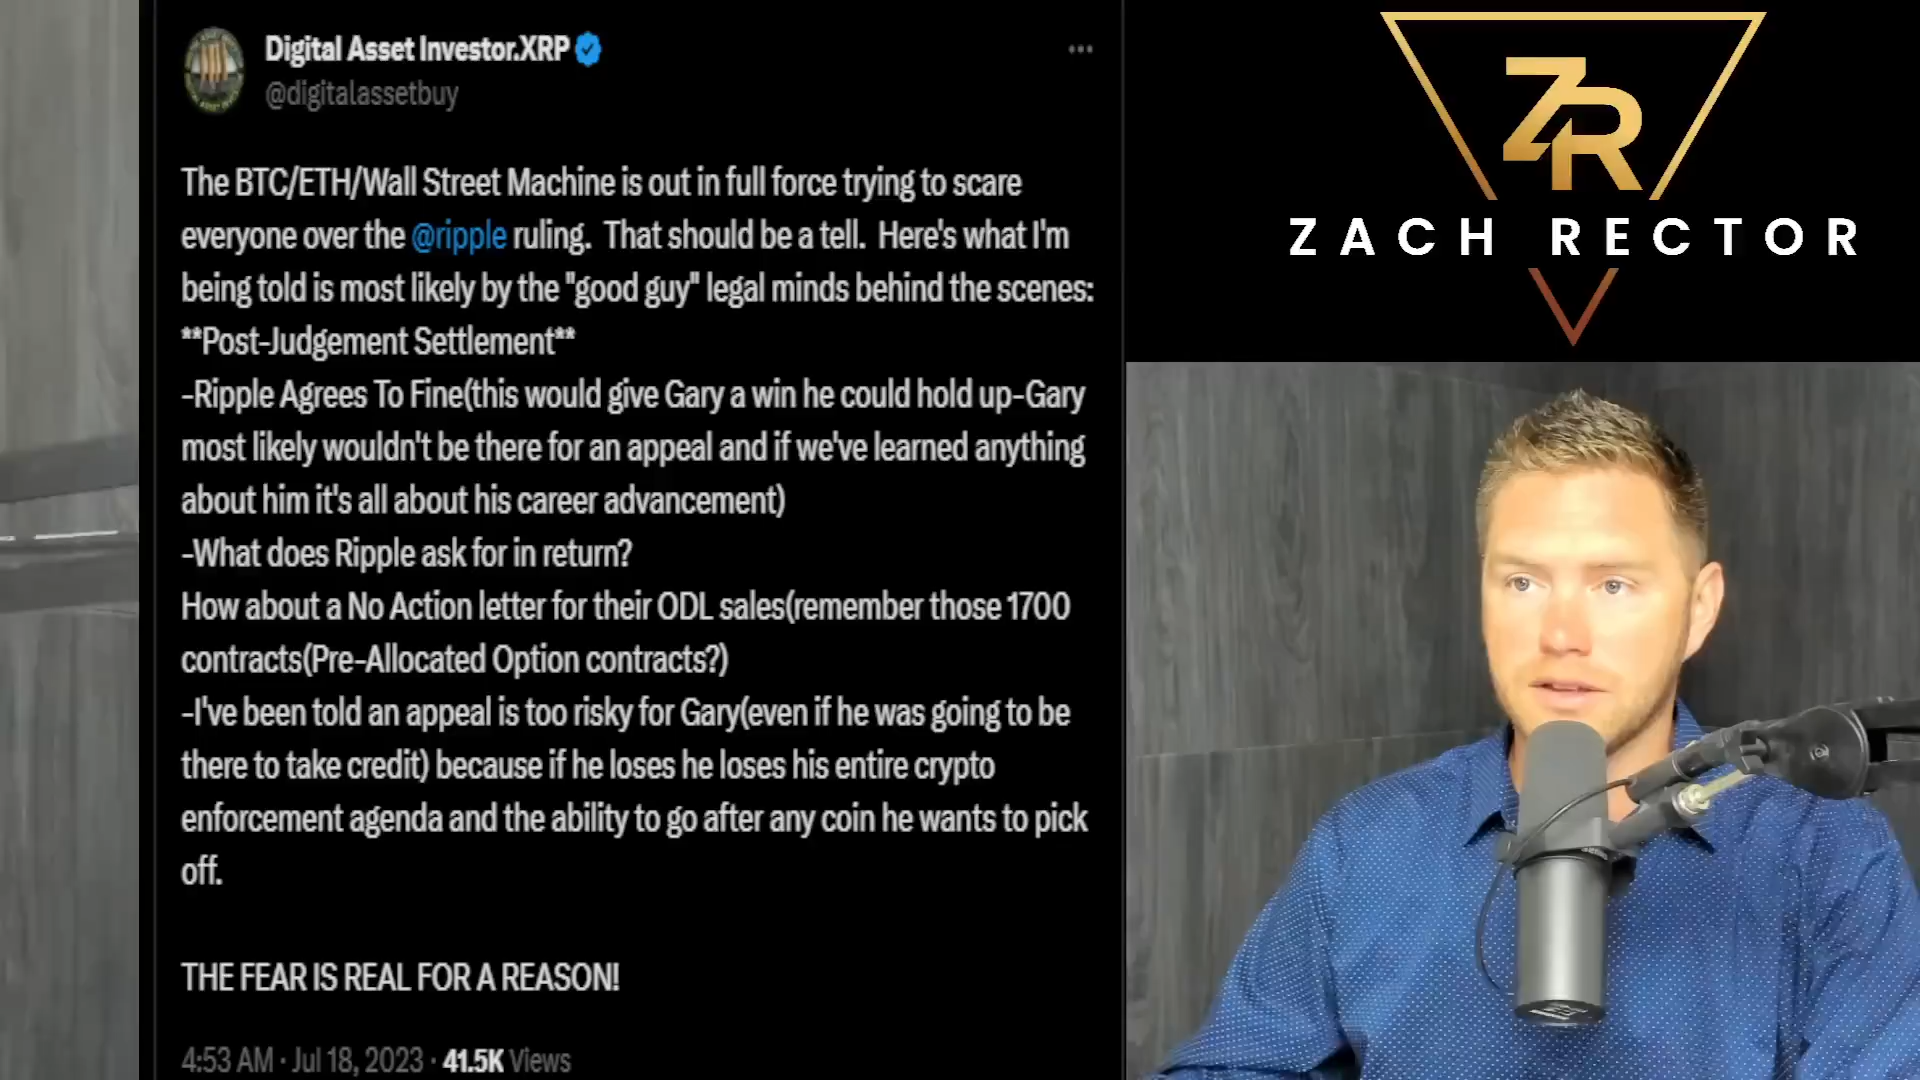 Digital Asset Investor.XRP
@digitalassetbuy
The BTC/ETH/Wall Street Machine is out in full force trying to scare
everyone over the @ripple ruling.  That should be a tell.  Here's what I'm
being told is most likely by the "good guy" legal minds behind the scenes:
**Post-Judgement Settlement**
-Ripple Agrees To Fine(this would give Gary a win he could hold up-Gary
most likely wouldn't be there for an appeal and if we've learned anything
about him it's all about his career advancement)
-What does Ripple ask for in return?
How about a No Action letter for their ODL sales(remember those 1700
contracts(Pre-Allocated Option contracts?)
-I've been told an appeal is too risky for Gary(even if he was going to be
there to take credit) because if he loses he loses his entire crypto
enforcement agenda and the ability to go after any coin he wants to pick
off.
THE FEAR IS REAL FOR A REASON!
4:53 AM · Jul 18, 2023 · 41.5K Views
ZR
ZACH RECTOR